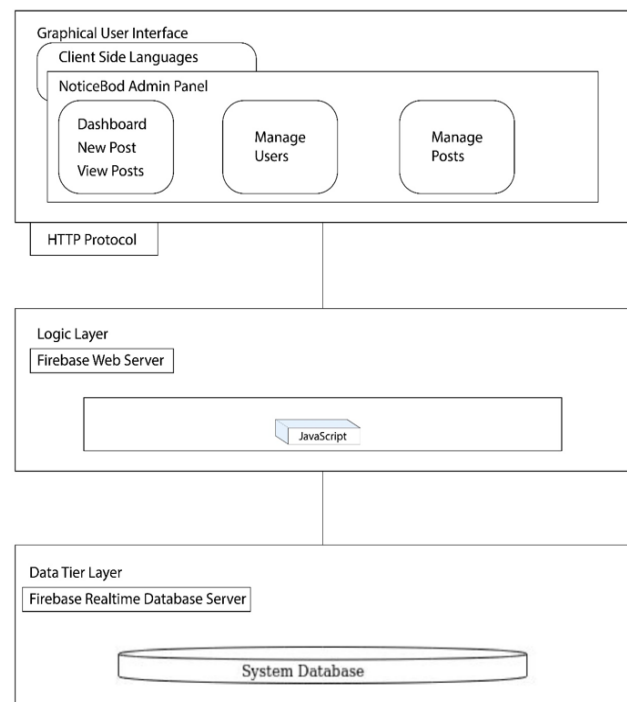 Graphical User Interface
Client Side Languages
NoticeBod Admin Panel
Dashboard
New Post
View Posts
Manage
Users
Manage
Posts
HTTP Protocol
Logic Layer
Firebase Web Server
JavaScript
Data Tier Layer
Firebase Realtime Database Server
System Database